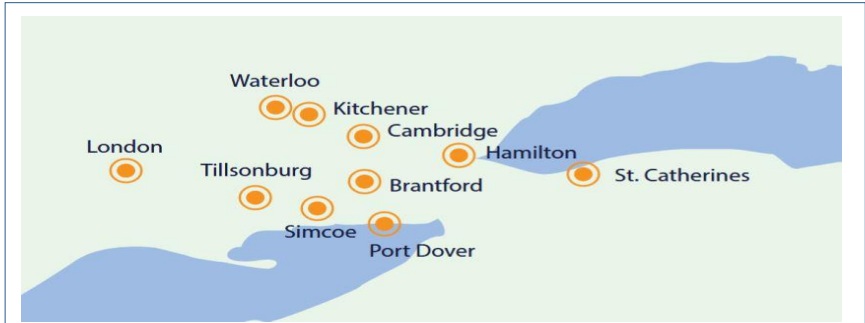 Waterloo
Kitchener
Cambridge
London
Hamilton
Tillsonburg
St. Catherines
Brantford
Simcoe
Port Dover